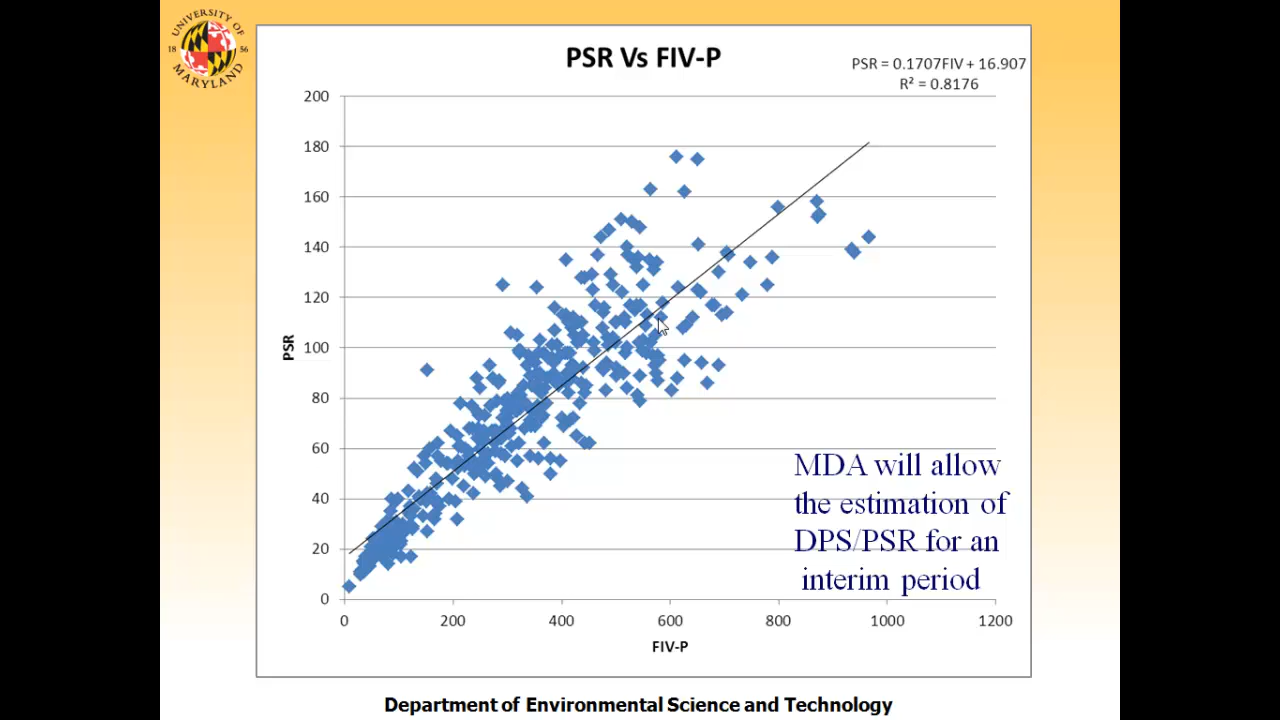 UNIVERSITY OF
18 56
MARYLAND
PSR Vs FIV-P
PSR = 0.1707FIV + 16.907
R² = 0.8176
200
180
160
140
120
100
80
60
40
20
0
PSR
0 200 400 600 800 1000 1200
FIV-P
MDA will allow
the estimation of
DPS/PSR for an
interim period
Department of Environmental Science and Technology